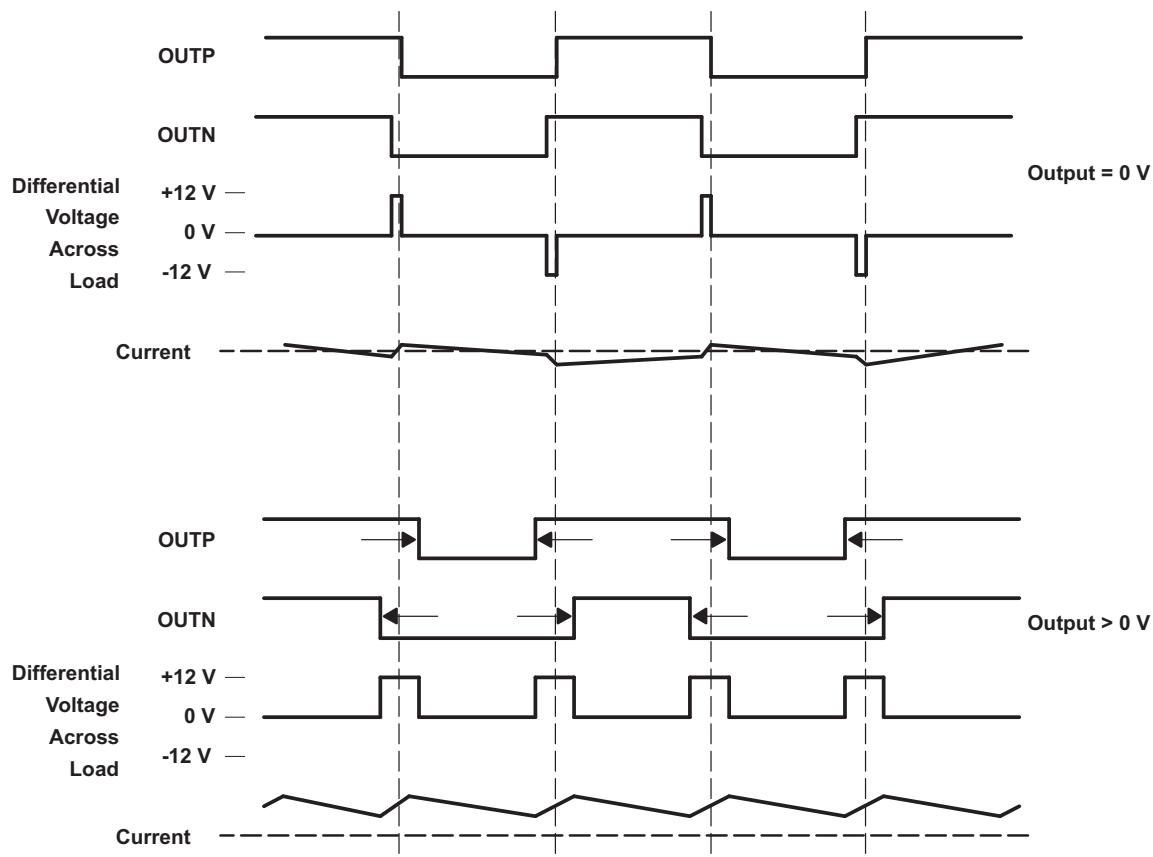 OUTP
OUTN
Output = 0 V
Differential
Voltage
Across
Load
+12 V
0 V
-12 V
Current
OUTP
OUTN
Output > 0 V
Differential
Voltage
Across
Load
+12 V
0 V
-12 V
Current